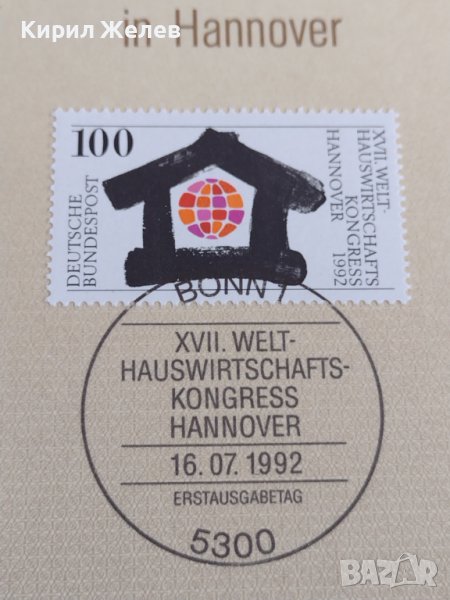 Кирил Желев
in Hannover
100
DEUTSCHE
BUNDESPOST
XVII. WELT-
HAUSWIRTSCHAFTS
KONGRESS
HANNOVER
1992
BONN 1
XVII. WELT-
HAUSWIRTSCHAFTS-
KONGRESS
HANNOVER
16.07.1992
ERSTAUSGABETAG
5300
BAZAR